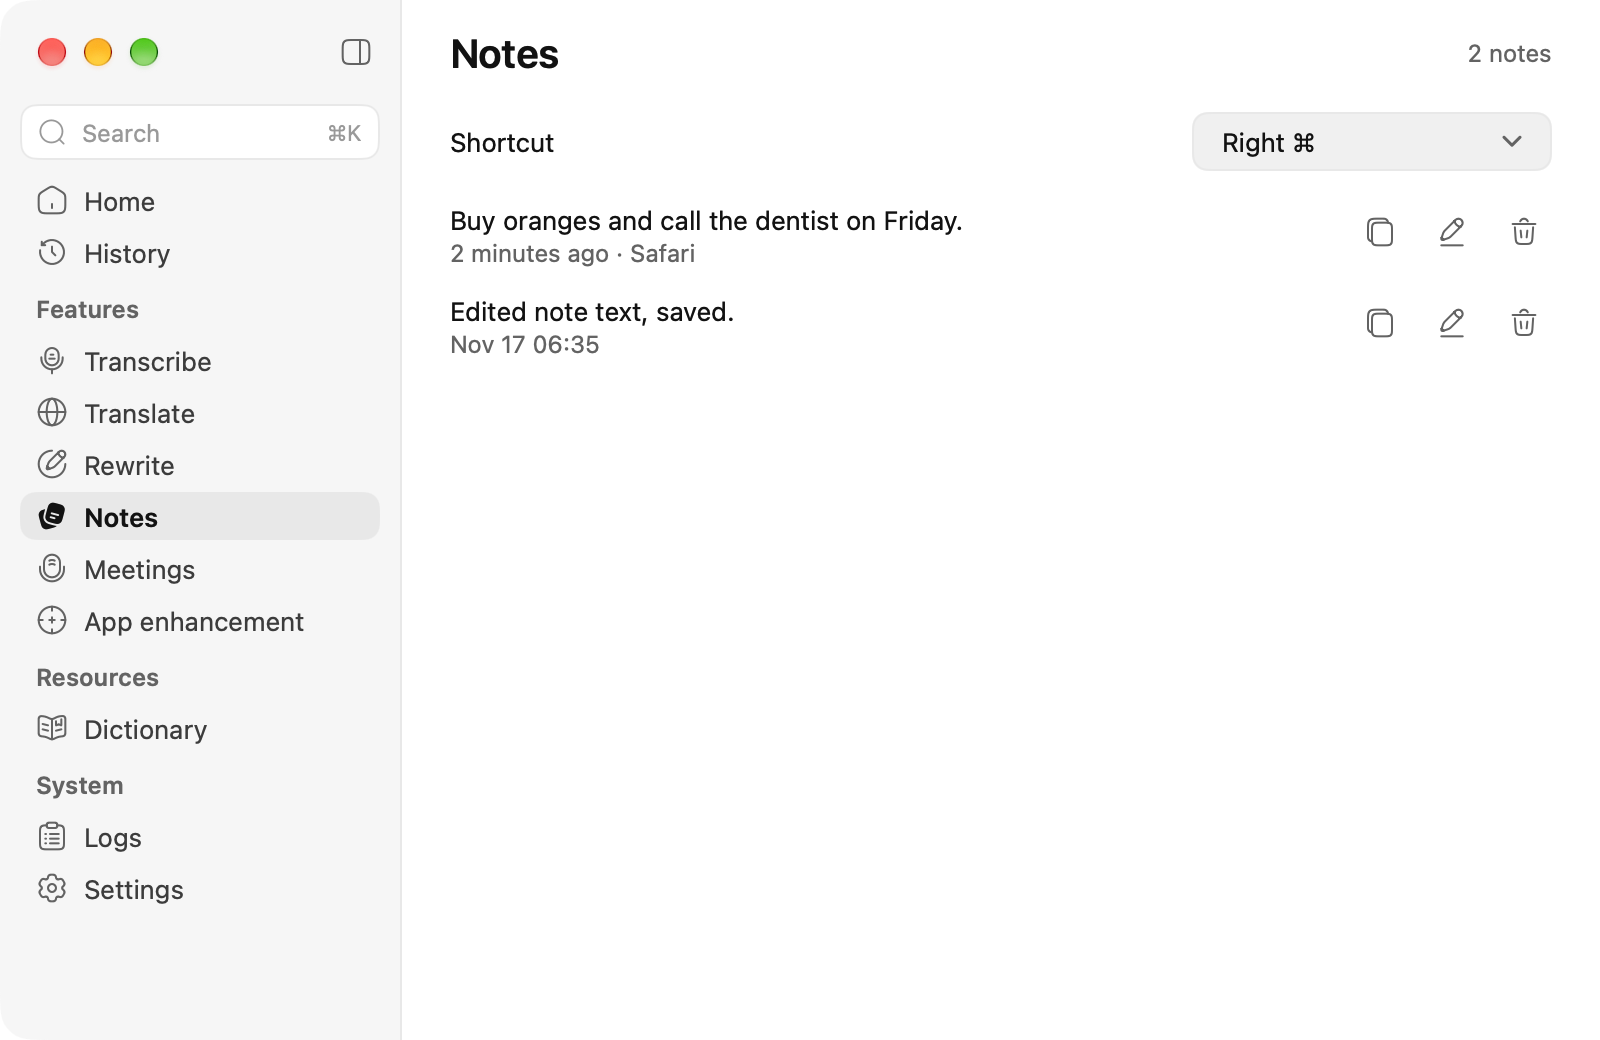 Search ⌘K
Home
History
Features
Transcribe
Translate
Rewrite
Notes
Meetings
App enhancement
Resources
Dictionary
System
Logs
Settings
Notes
2 notes
Shortcut
Right ⌘
Buy oranges and call the dentist on Friday.
2 minutes ago · Safari
Edited note text, saved.
Nov 17 06:35